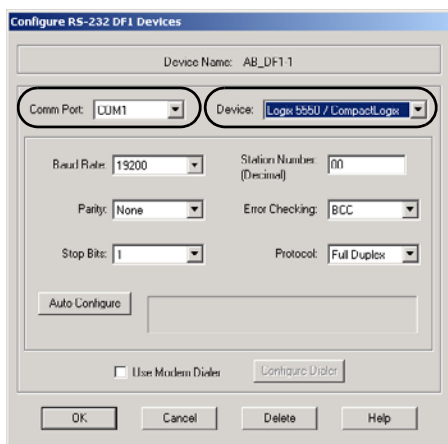 Configure RS-232 DF1 Devices
Device Name: AB_DF1-1
Comm Port: COM1 Device: Logix 5550 / CompactLogix
Baud Rate: 19200 Station Number: 00
(Decimal)
Parity: None Error Checking: BCC
Stop Bits: 1 Protocol: Full Duplex
Auto Configure
Use Modem Dialer Configure Dialer
OK Cancel Delete Help